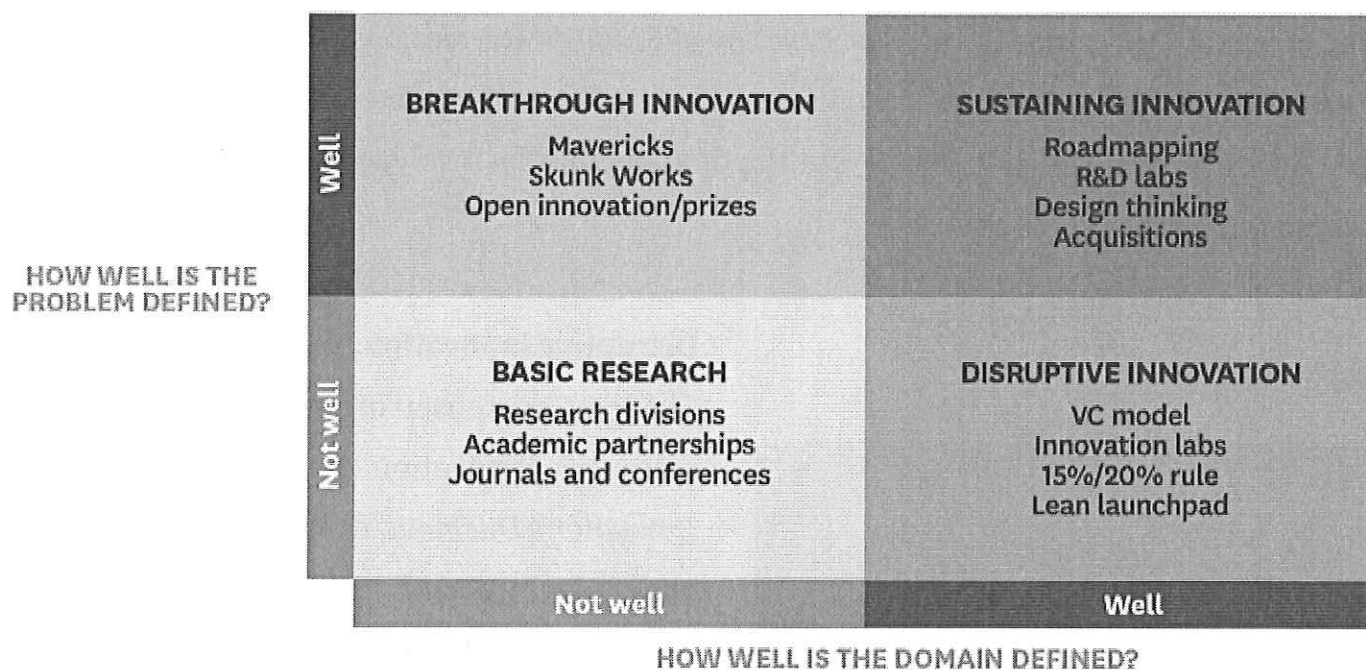 BREAKTHROUGH INNOVATION
Mavericks
Skunk Works
Open innovation/prizes
SUSTAINING INNOVATION
Roadmapping
R&D labs
Design thinking
Acquisitions
Well
HOW WELL IS THE
PROBLEM DEFINED?
Not well
BASIC RESEARCH
Research divisions
Academic partnerships
Journals and conferences
DISRUPTIVE INNOVATION
VC model
Innovation labs
15%/20% rule
Lean launchpad
Not well
Well
HOW WELL IS THE DOMAIN DEFINED?